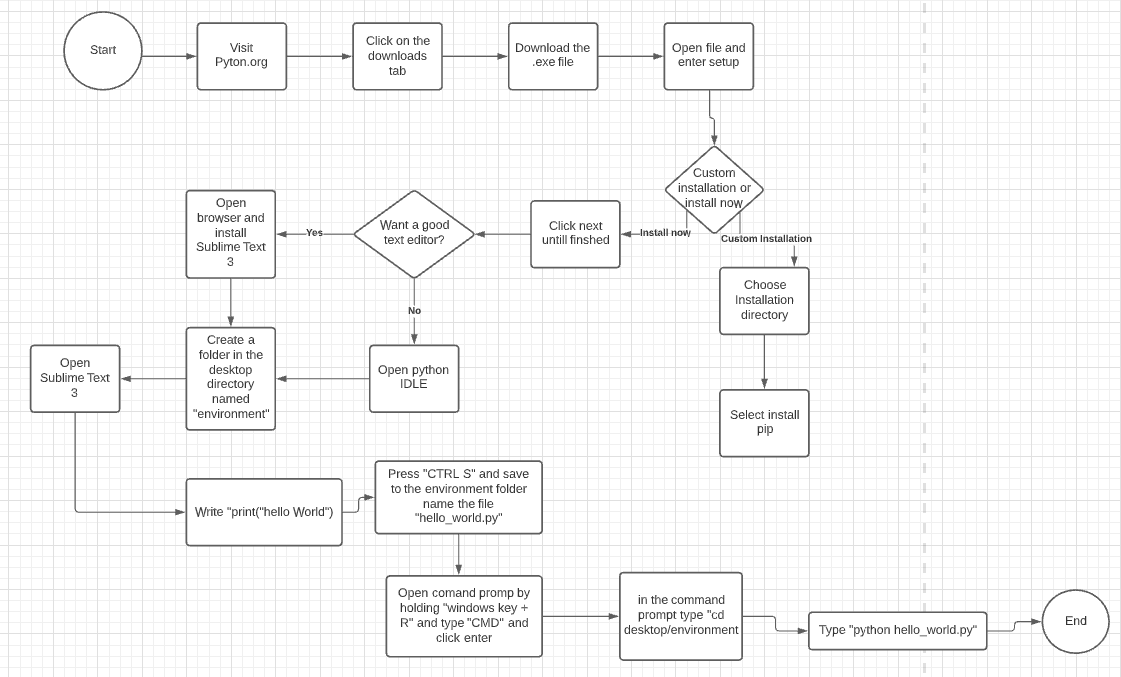 Start
Visit
Pyton.org
Click on the
downloads
tab
Download the
.exe file
Open file and
enter setup
Custom
installation or
install now
Install now
Custom Installation
Click next
untill finshed
Want a good
text editor?
Yes
No
Open
browser and
install
Sublime Text
3
Choose
Installation
directory
Select install
pip
Open python
IDLE
Create a
folder in the
desktop
directory
named
"environment"
Open
Sublime Text
3
Write "print("hello World")
Press "CTRL S" and save
to the environment folder
name the file
"hello_world.py"
Open comand promp by
holding "windows key +
R" and type "CMD" and
click enter
in the command
prompt type "cd
desktop/environment
Type "python hello_world.py"
End